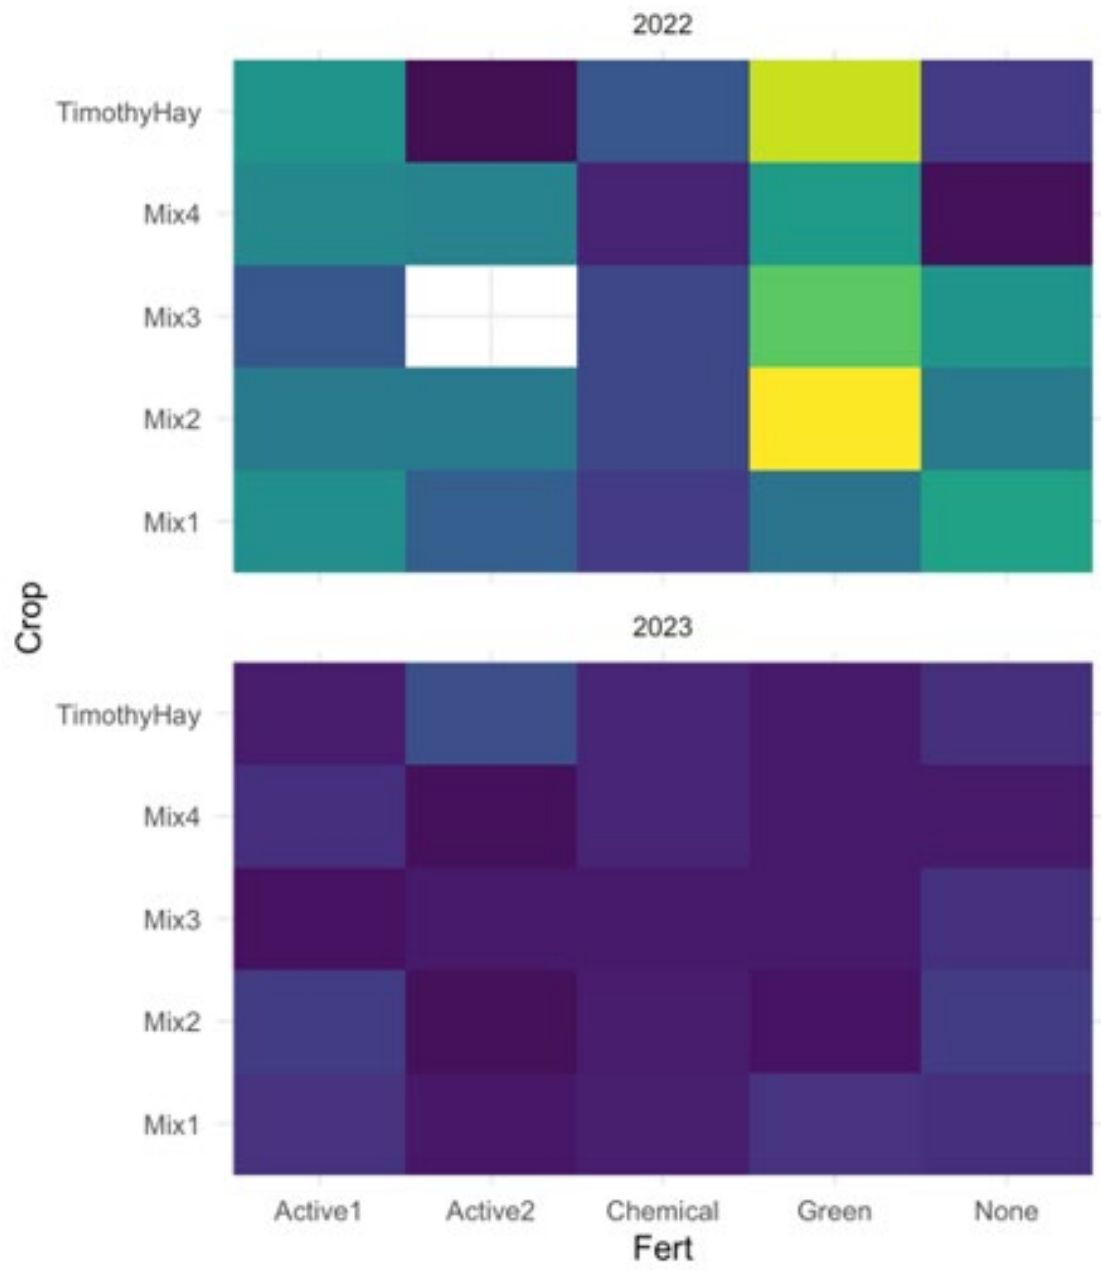 2022
TimothyHay
Mix4
Mix3
Mix2
Mix1
Crop
2023
TimothyHay
Mix4
Mix3
Mix2
Mix1
Active1 Active2 Chemical Green None
Fert